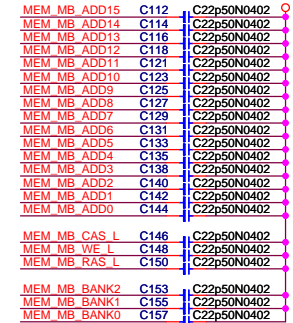 MEM_MB_ADD15 C112 C22p50N0402
MEM_MB_ADD14 C114 C22p50N0402
MEM_MB_ADD13 C116 C22p50N0402
MEM_MB_ADD12 C118 C22p50N0402
MEM_MB_ADD11 C121 C22p50N0402
MEM_MB_ADD10 C123 C22p50N0402
MEM_MB_ADD9 C125 C22p50N0402
MEM_MB_ADD8 C127 C22p50N0402
MEM_MB_ADD7 C129 C22p50N0402
MEM_MB_ADD6 C131 C22p50N0402
MEM_MB_ADD5 C133 C22p50N0402
MEM_MB_ADD4 C135 C22p50N0402
MEM_MB_ADD3 C138 C22p50N0402
MEM_MB_ADD2 C140 C22p50N0402
MEM_MB_ADD1 C142 C22p50N0402
MEM_MB_ADD0 C144 C22p50N0402
MEM_MB_CAS_L C146 C22p50N0402
MEM_MB_WE_L C148 C22p50N0402
MEM_MB_RAS_L C150 C22p50N0402
MEM_MB_BANK2 C153 C22p50N0402
MEM_MB_BANK1 C155 C22p50N0402
MEM_MB_BANK0 C157 C22p50N0402